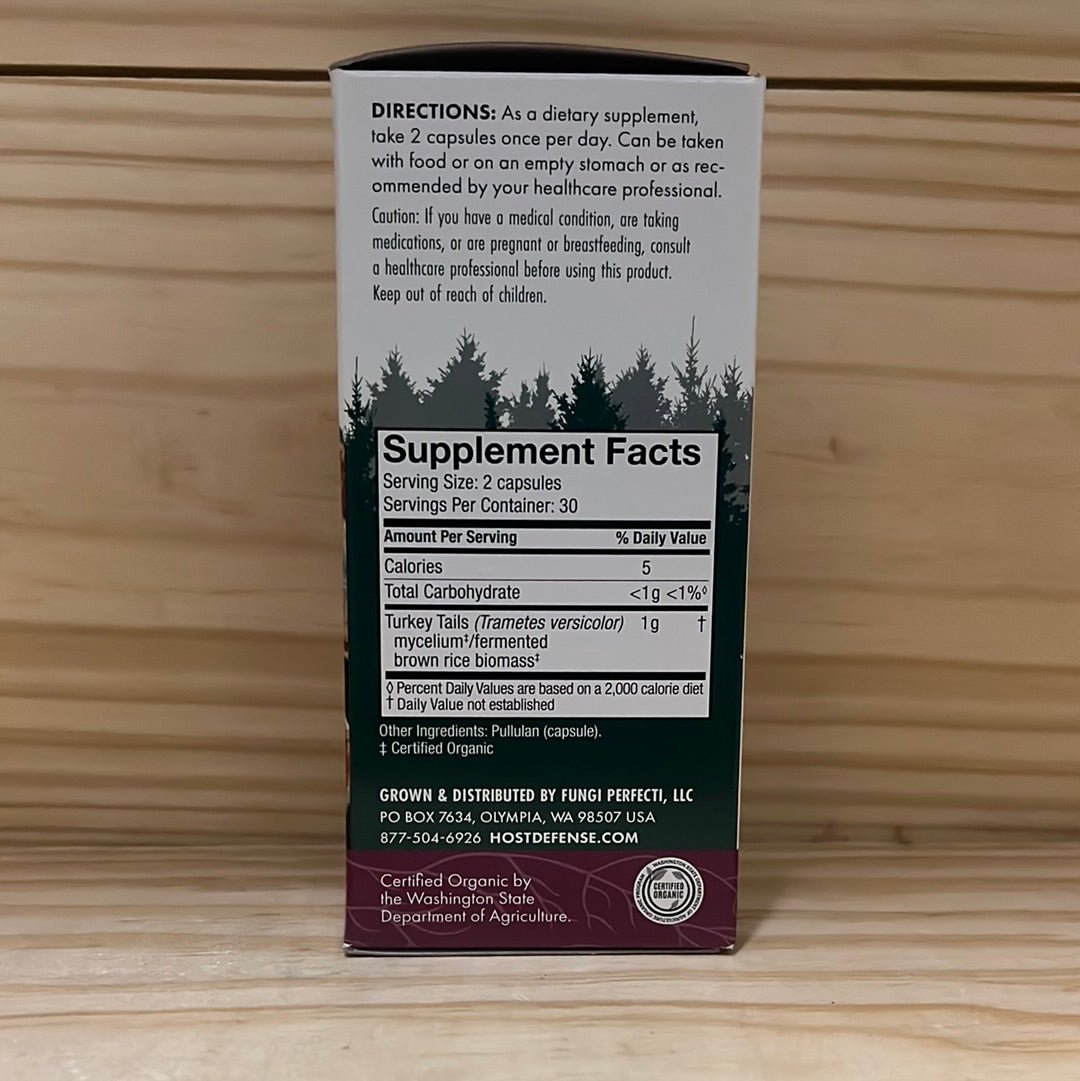 DIRECTIONS: As a dietary supplement,
take 2 capsules once per day. Can be taken
with food or on an empty stomach or as rec-
ommended by your healthcare professional.
Caution: If you have a medical condition, are taking
medications, or are pregnant or breastfeeding, consult
a healthcare professional before using this product.
Keep out of reach of children.
Supplement Facts
Serving Size: 2 capsules
Servings Per Container: 30
Amount Per Serving % Daily Value
Calories 5
Total Carbohydrate <1g <1%◊
Turkey Tails (Trametes versicolor) 1g †
mycelium‡/fermented
brown rice biomass‡
◊ Percent Daily Values are based on a 2,000 calorie diet
† Daily Value not established
Other Ingredients: Pullulan (capsule).
‡ Certified Organic
GROWN & DISTRIBUTED BY FUNGI PERFECTI, LLC
PO BOX 7634, OLYMPIA, WA 98507 USA
877-504-6926 HOSTDEFENSE.COM
Certified Organic by
the Washington State
Department of Agriculture.
WASHINGTON STATE DEPARTMENT OF AGRICULTURE ORGANIC PROGRAM
CERTIFIED
ORGANIC